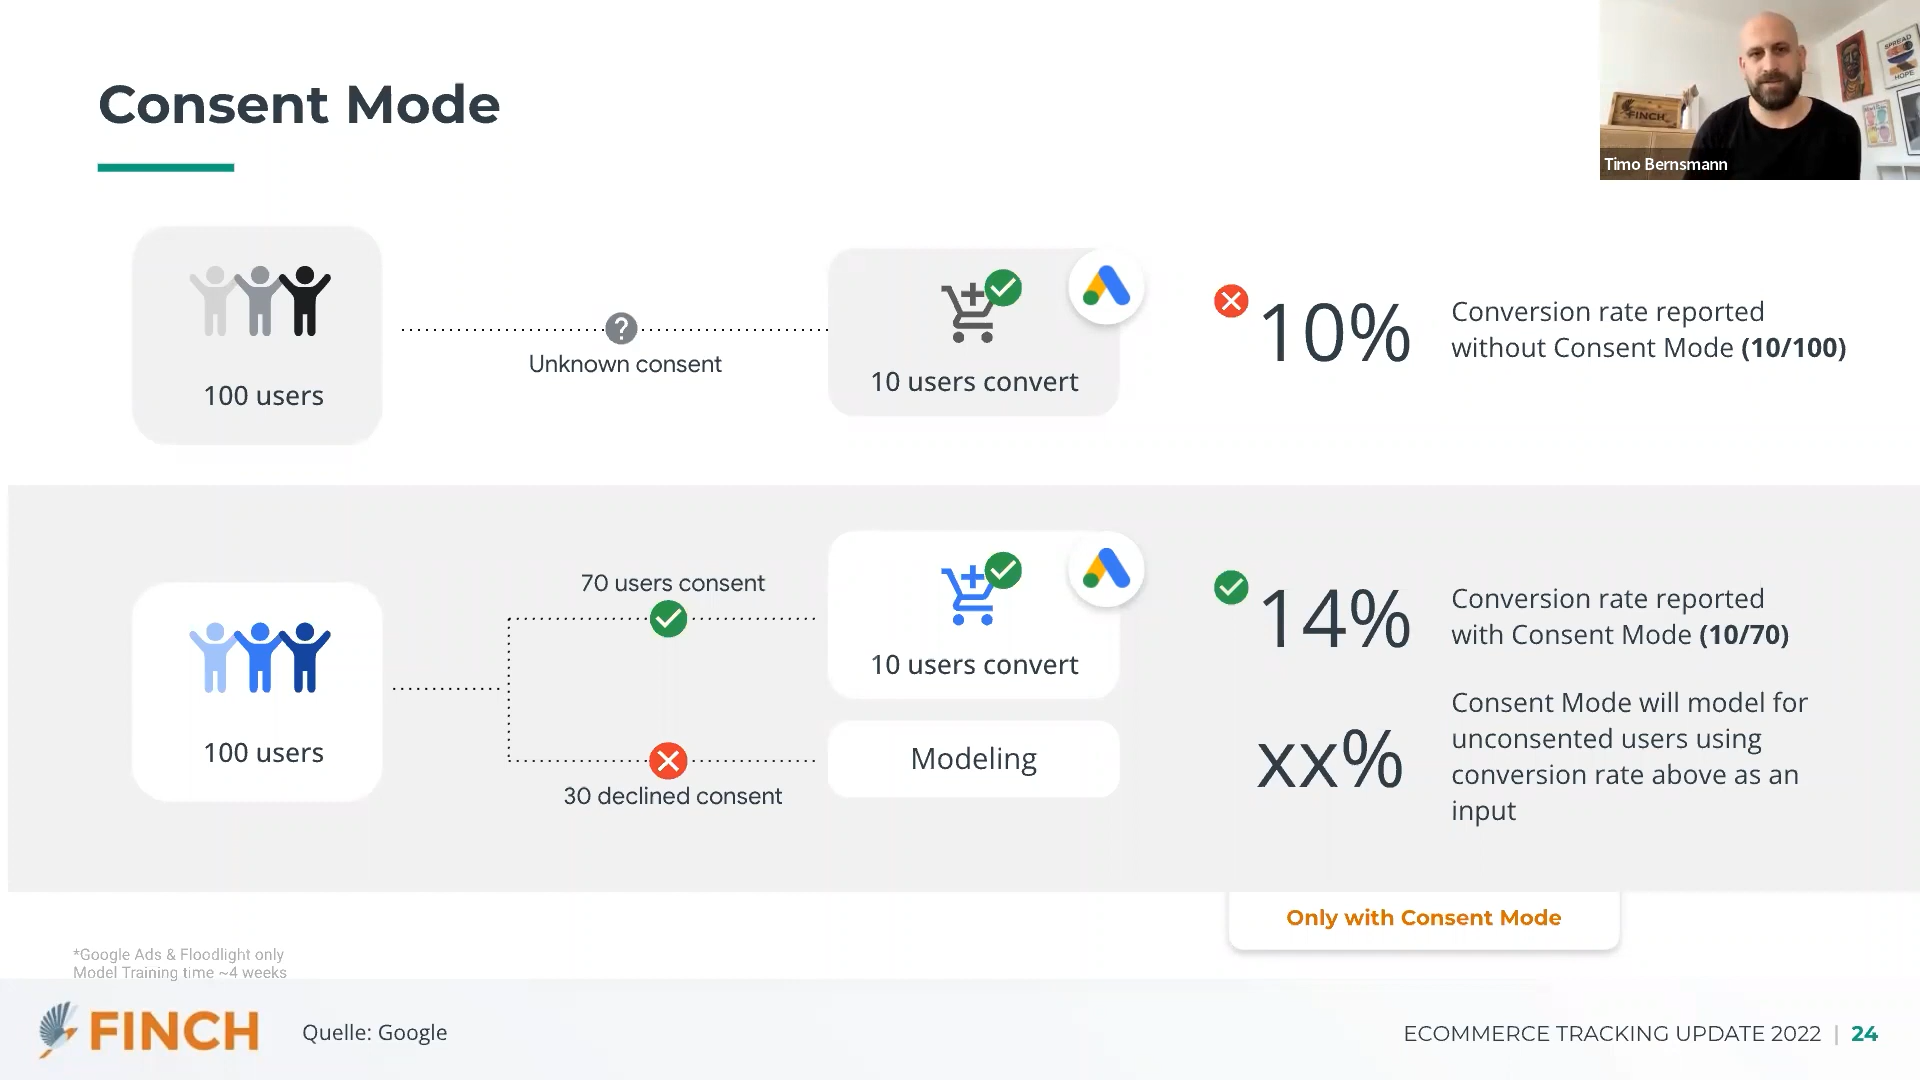 Consent Mode
SPREAD
HOPE
FINCH
Timo Bernsmann
100 users
Unknown consent
10 users convert
10%
Conversion rate reported
without Consent Mode (10/100)
100 users
70 users consent
30 declined consent
10 users convert
Modeling
14%
Conversion rate reported
with Consent Mode (10/70)
xx%
Consent Mode will model for
unconsented users using
conversion rate above as an
input
Only with Consent Mode
*Google Ads & Floodlight only
Model Training time ~4 weeks
FINCH
Quelle: Google
ECOMMERCE TRACKING UPDATE 2022 | 24